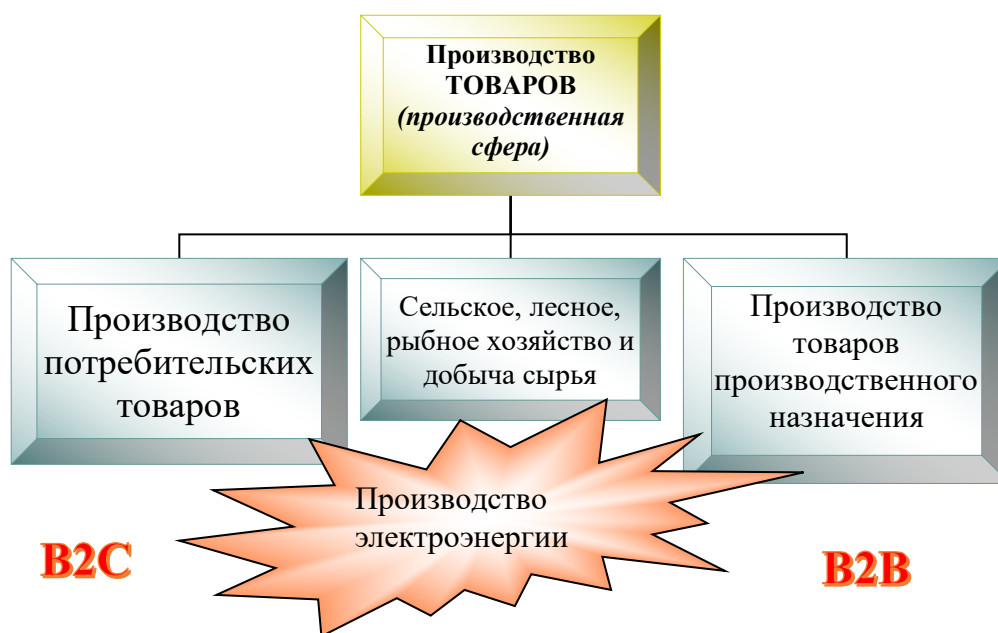 Производство
ТОВАРОВ
(производственная
сфера)
Производство
потребительских
товаров
Сельское, лесное,
рыбное хозяйство и
добыча сырья
Производство
товаров
производственного
назначения
Производство
электроэнергии
B2C
B2B